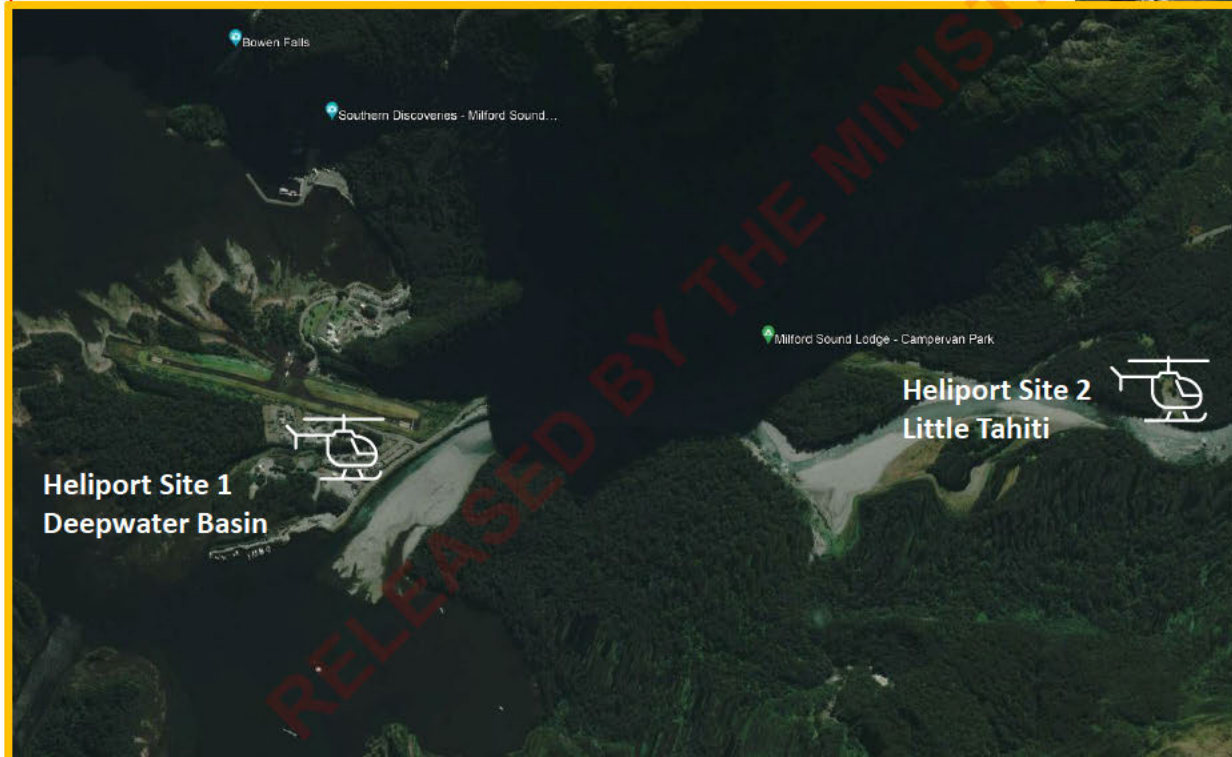 Bowen Falls
Southern Discoveries - Milford Sound...
Milford Sound Lodge - Campervan Park
Heliport Site 2
Little Tahiti
Heliport Site 1
Deepwater Basin
RELEASED BY THE MINIST